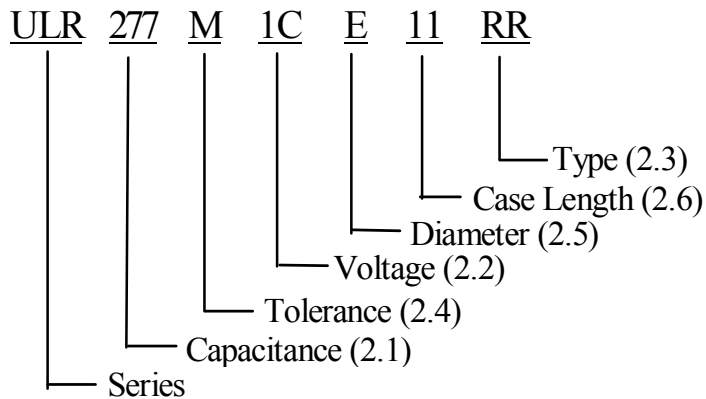 ULR 277 M 1C E 11 RR
Type (2.3)
Case Length (2.6)
Diameter (2.5)
Voltage (2.2)
Tolerance (2.4)
Capacitance (2.1)
Series